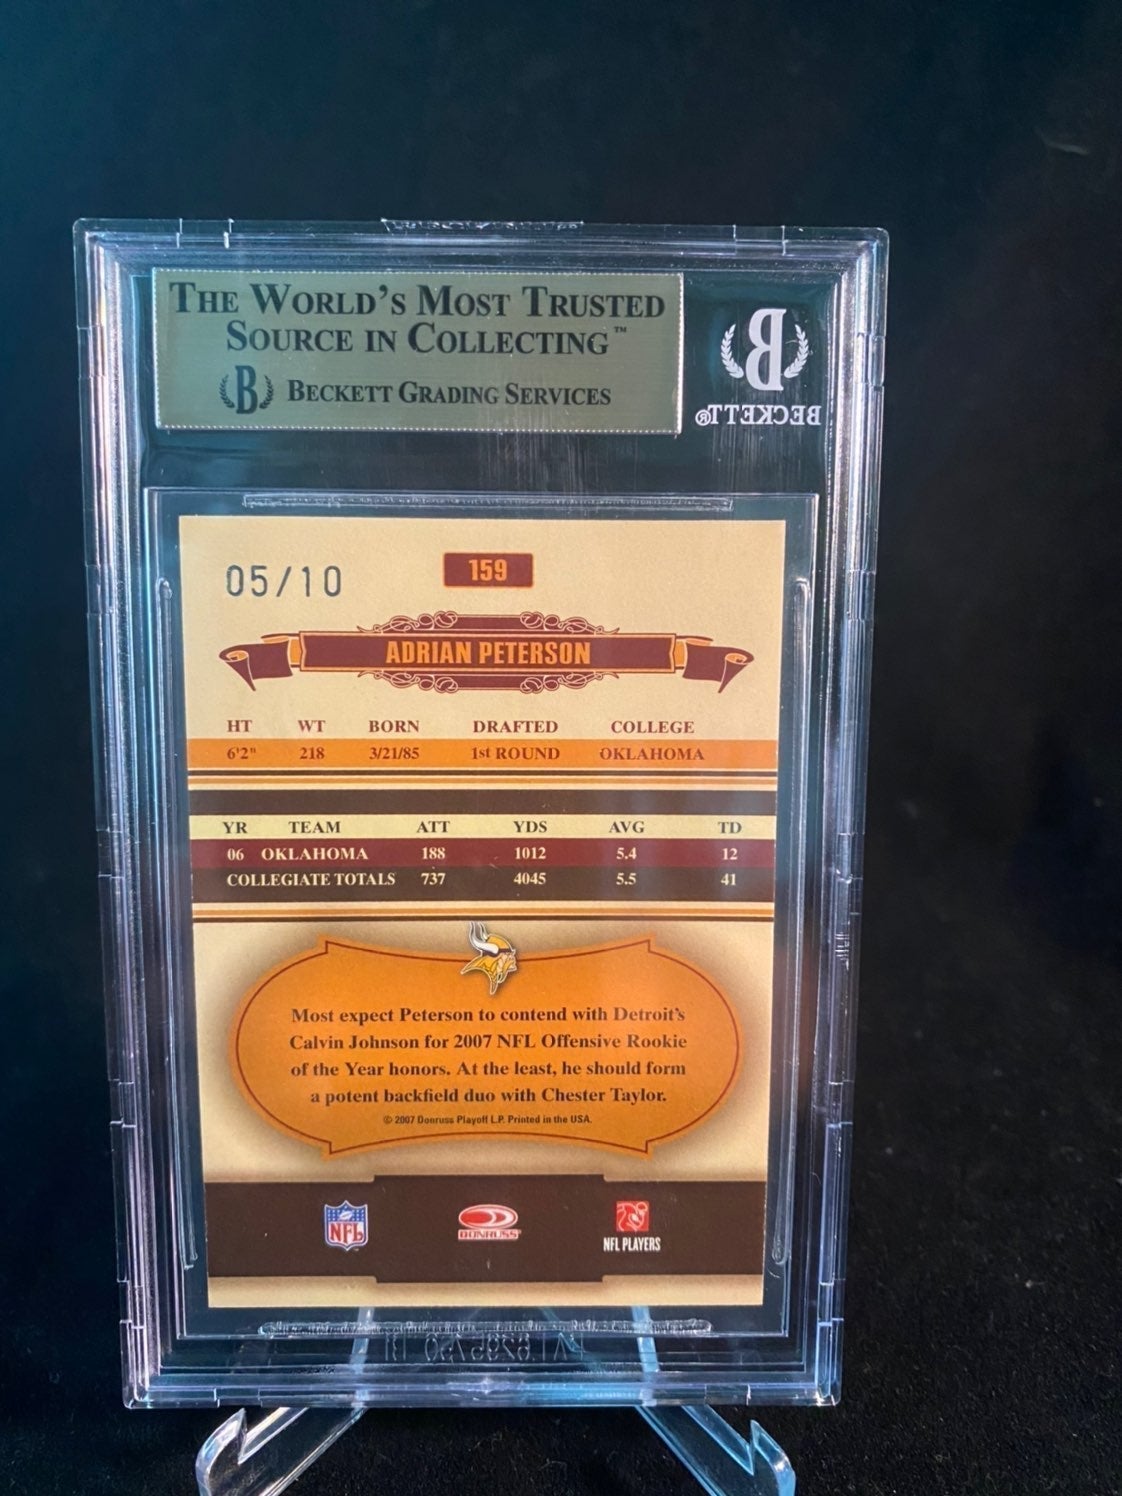 THE WORLD'S MOST TRUSTED
SOURCE IN COLLECTING™
B BECKETT GRADING SERVICES
B
BECKETT®
05/10
159
ADRIAN PETERSON
HT WT BORN DRAFTED COLLEGE
6'2" 218 3/21/85 1st ROUND OKLAHOMA
YR TEAM ATT YDS AVG TD
06 OKLAHOMA 188 1012 5.4 12
COLLEGIATE TOTALS 737 4045 5.5 41
Most expect Peterson to contend with Detroit's
Calvin Johnson for 2007 NFL Offensive Rookie
of the Year honors. At the least, he should form
a potent backfield duo with Chester Taylor.
© 2007 Donruss Playoff L.P. Printed in the USA.
NFL
DONRUSS
NFL PLAYERS